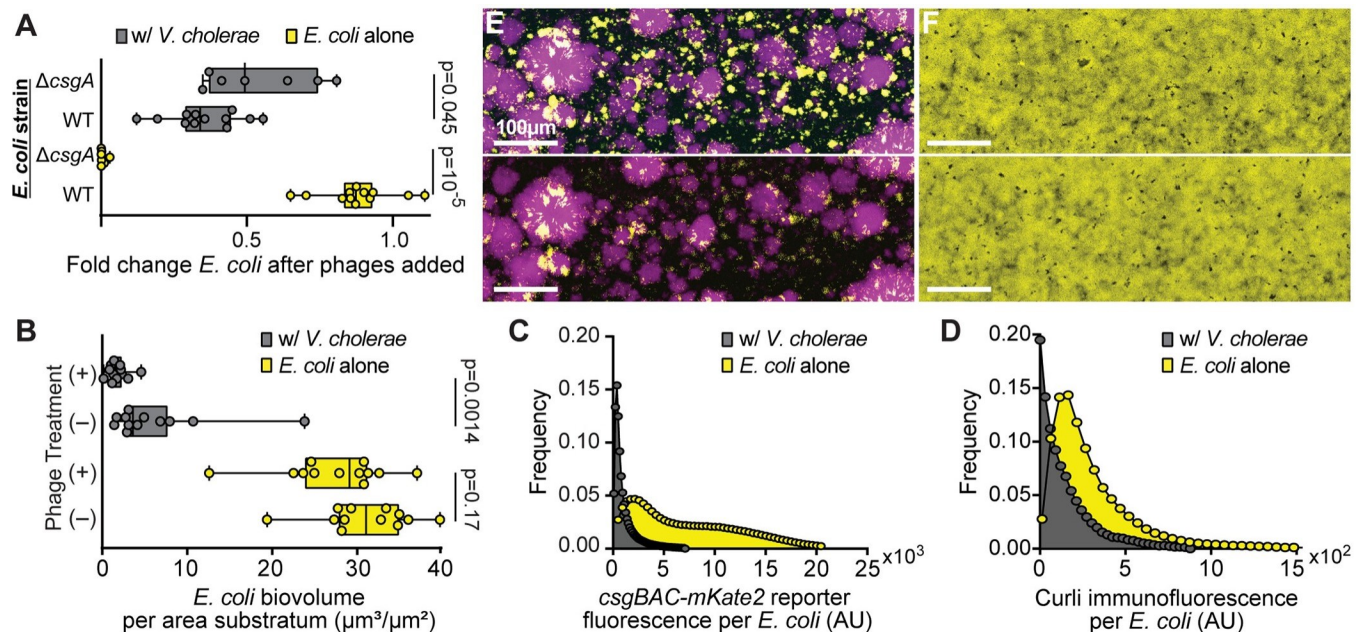 A
w/ V. cholerae
E. coli alone
E. coli strain
ΔcsgA
WT
ΔcsgA
WT
p=0.045
p=10⁻⁵
0.5
1.0
Fold change E. coli after phages added
E
100µm
F
B
w/ V. cholerae
E. coli alone
Phage Treatment
(+)
(–)
(+)
(–)
p=0.0014
p=0.17
0
10
20
30
40
E. coli biovolume
per area substratum (µm³/µm²)
C
w/ V. cholerae
E. coli alone
Frequency
0.20
0.15
0.10
0.05
0.00
0
5
10
15
20
25
x10³
csgBAC-mKate2 reporter
fluorescence per E. coli (AU)
D
w/ V. cholerae
E. coli alone
Frequency
0.20
0.15
0.10
0.05
0.00
0
5
10
15
x10²
Curli immunofluorescence
per E. coli (AU)